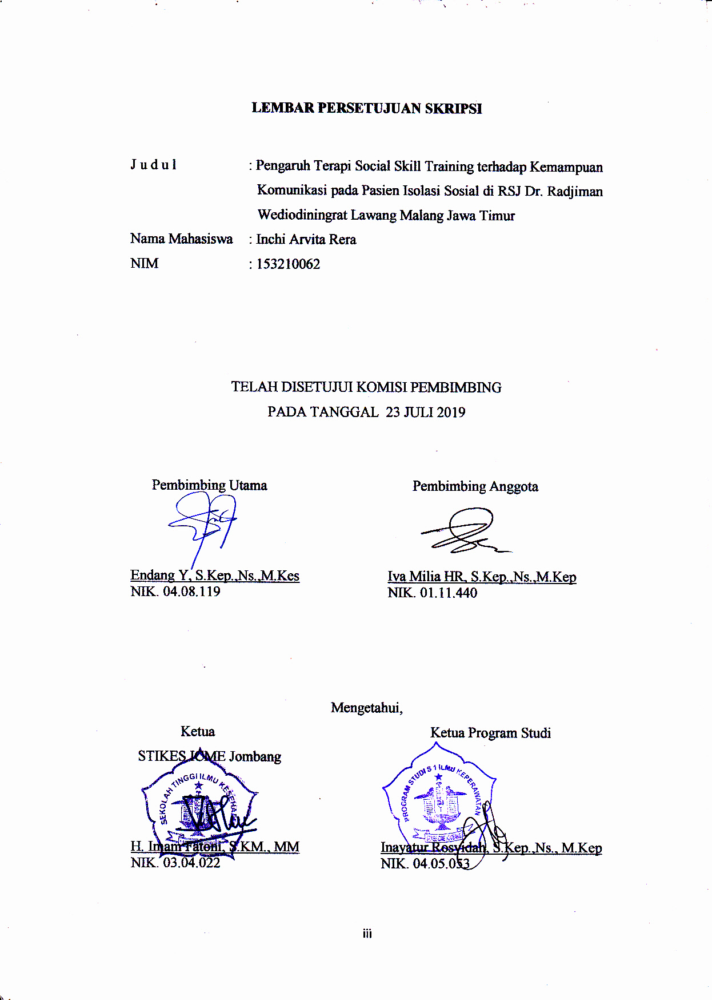 LEMBAR PERSETUJUAN SKRIPSI
J u d u l : Pengaruh Terapi Social Skill Training terhadap Kemampuan
Komunikasi pada Pasien Isolasi Sosial di RSJ Dr. Radjiman
Wediodiningrat Lawang Malang Jawa Timur
Nama Mahasiswa : Inchi Arvita Rera
NIM : 153210062
TELAH DISETUJUI KOMISI PEMBIMBING
PADA TANGGAL 23 JULI 2019
Pembimbing Utama
Endang Y, S.Kep.,Ns.,M.Kes
NIK. 04.08.119
Pembimbing Anggota
Iva Milia HR, S.Kep.,Ns.,M.Kep
NIK. 01.11.440
Mengetahui,
Ketua
STIKES ICME Jombang
SEKOLAH TINGGI ILMU KESEHATAN
H. Imam Fatoni, S.KM., MM
NIK. 03.04.022
Ketua Program Studi
PROGRAM STUDI S1 ILMU KEPERAWATAN
Inayatur Rosyidah, S.Kep.,Ns., M.Kep
NIK. 04.05.053
iii